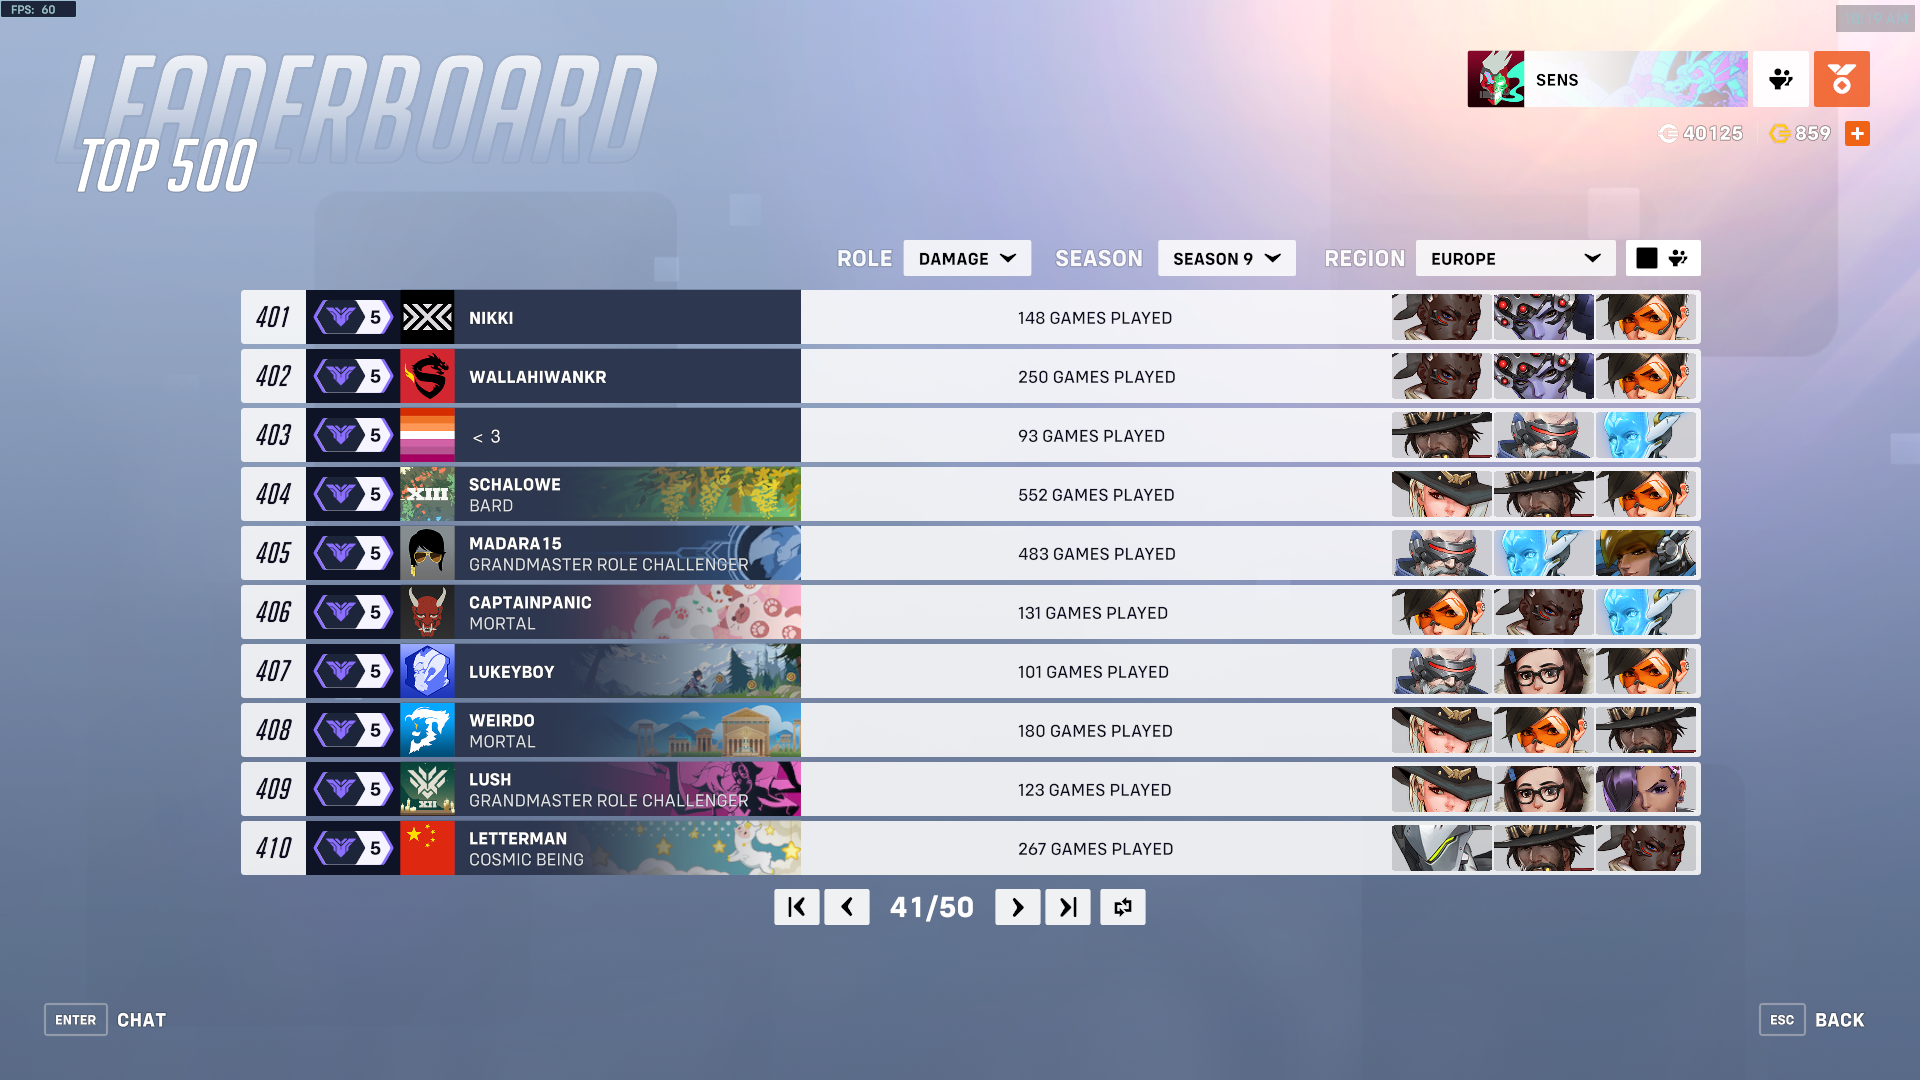 FPS: 60
LEADERBOARD
TOP 500
SENS
40125
859
ROLE DAMAGE SEASON SEASON 9 REGION EUROPE
401 5 NIKKI 148 GAMES PLAYED
402 5 WALLAHIWANKR 250 GAMES PLAYED
403 5 < 3 93 GAMES PLAYED
404 5 XIII SCHALOWE 552 GAMES PLAYED
BARD
405 5 MADARA15 483 GAMES PLAYED
GRANDMASTER ROLE CHALLENGER
406 5 CAPTAINPANIC 131 GAMES PLAYED
MORTAL
407 5 LUKEYBOY 101 GAMES PLAYED
408 5 WEIRDO 180 GAMES PLAYED
MORTAL
409 5 XII LUSH 123 GAMES PLAYED
GRANDMASTER ROLE CHALLENGER
410 5 LETTERMAN 267 GAMES PLAYED
COSMIC BEING
41/50
ENTER CHAT
ESC BACK